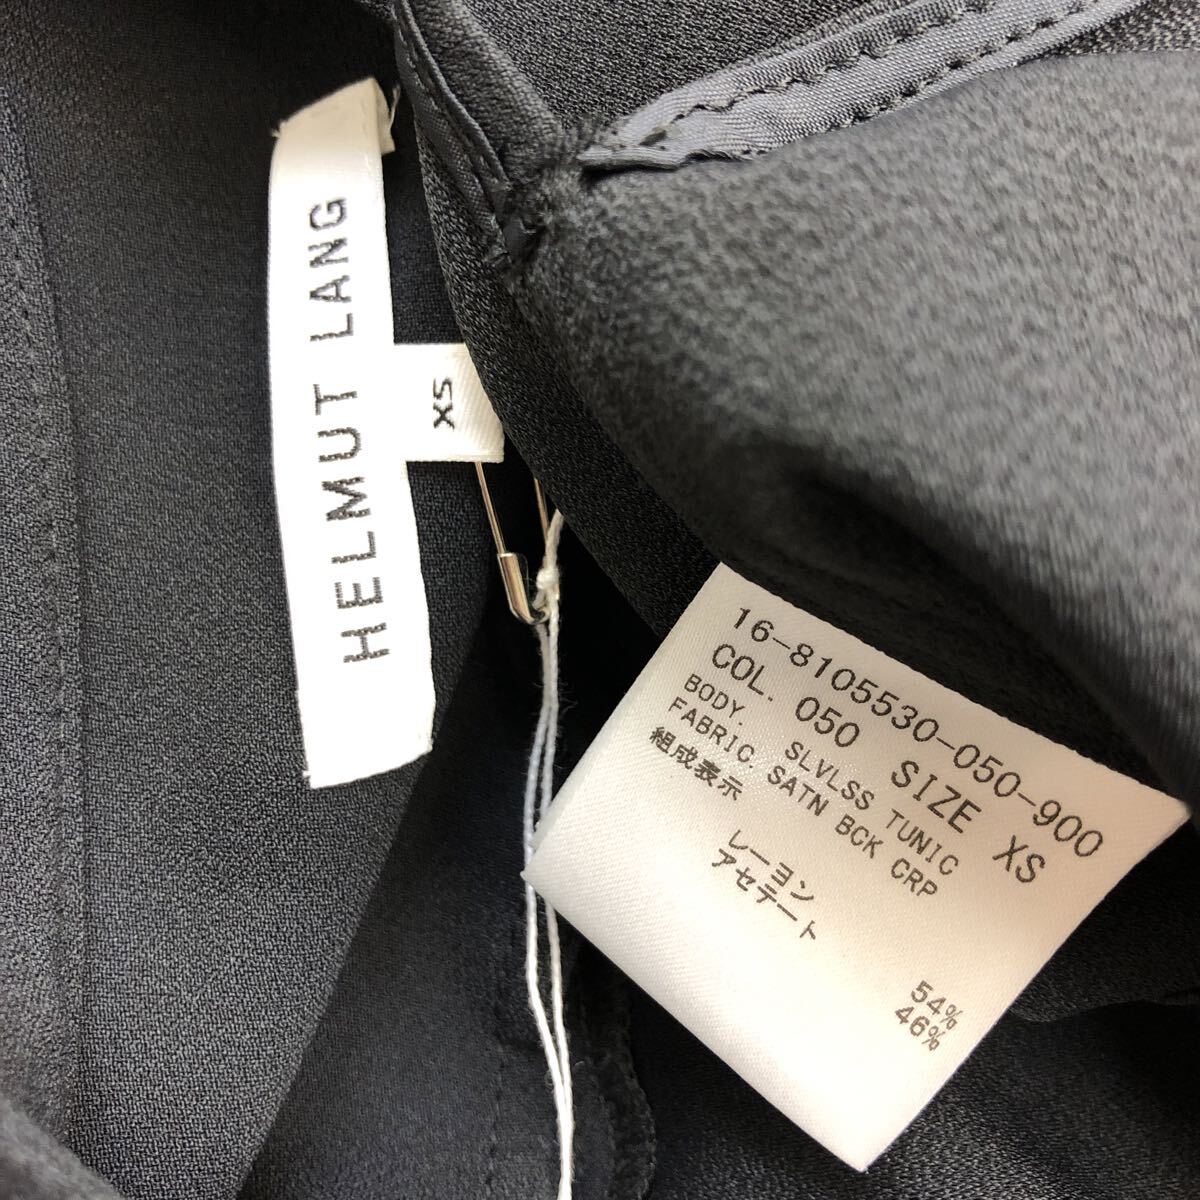 HELMUT LANG
XS
16-8105530-050-900
COL. 050 SIZE XS
BODY. SLVLSS TUNIC
FABRIC. SATN BCK CRP
組成表示
レーヨン 54%
アセテート 46%